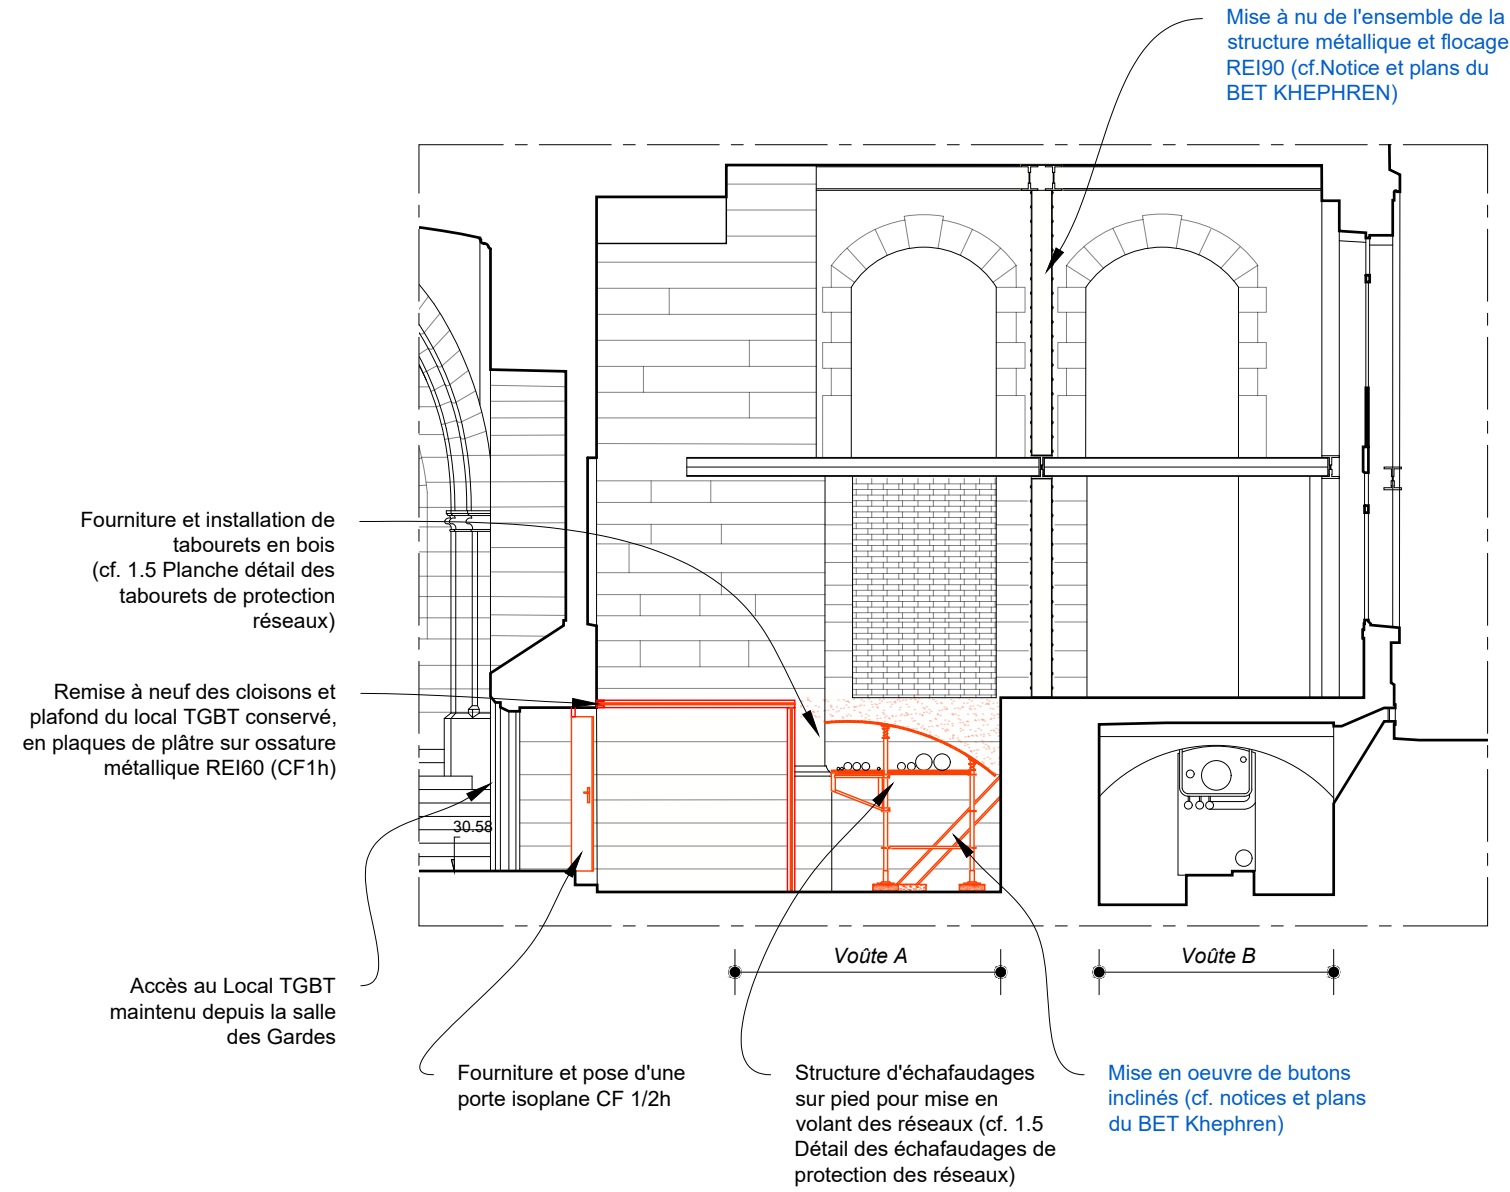 Mise à nu de l'ensemble de la
structure métallique et flocage
REI90 (cf.Notice et plans du
BET KHEPHREN)
Fourniture et installation de
tabourets en bois
(cf. 1.5 Planche détail des
tabourets de protection
réseaux)
Remise à neuf des cloisons et
plafond du local TGBT conservé,
en plaques de plâtre sur ossature
métallique REI60 (CF1h)
30.58
Voûte A
Voûte B
Accès au Local TGBT
maintenu depuis la salle
des Gardes
Fourniture et pose d'une
porte isoplane CF 1/2h
Structure d'échafaudages
sur pied pour mise en
volant des réseaux (cf. 1.5
Détail des échafaudages de
protection des réseaux)
Mise en oeuvre de butons
inclinés (cf. notices et plans
du BET Khephren)